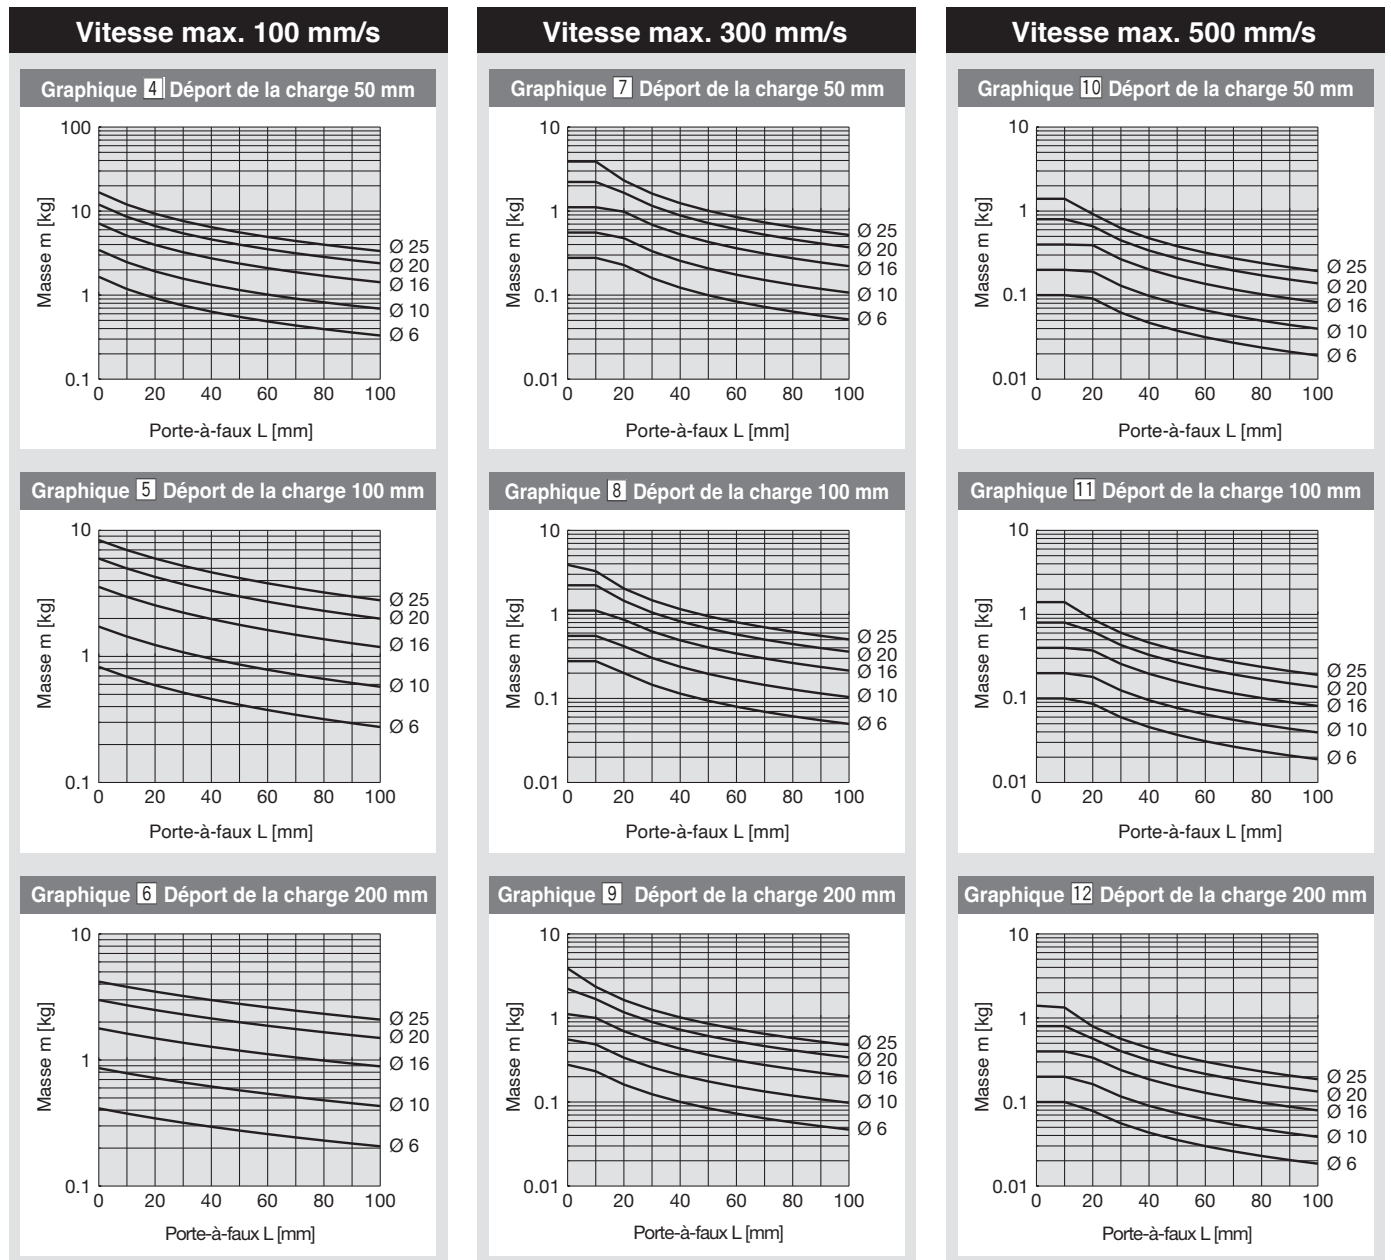 Vitesse max. 100 mm/s
Graphique 4 Déport de la charge 50 mm
Masse m [kg]
100
10
1
0.1
0 20 40 60 80 100
Ø 25
Ø 20
Ø 16
Ø 10
Ø 6
Porte-à-faux L [mm]
Graphique 5 Déport de la charge 100 mm
Masse m [kg]
10
1
0.1
0 20 40 60 80 100
Ø 25
Ø 20
Ø 16
Ø 10
Ø 6
Porte-à-faux L [mm]
Graphique 6 Déport de la charge 200 mm
Masse m [kg]
10
1
0.1
0 20 40 60 80 100
Ø 25
Ø 20
Ø 16
Ø 10
Ø 6
Porte-à-faux L [mm]
Vitesse max. 300 mm/s
Graphique 7 Déport de la charge 50 mm
Masse m [kg]
10
1
0.1
0.01
0 20 40 60 80 100
Ø 25
Ø 20
Ø 16
Ø 10
Ø 6
Porte-à-faux L [mm]
Graphique 8 Déport de la charge 100 mm
Masse m [kg]
10
1
0.1
0.01
0 20 40 60 80 100
Ø 25
Ø 20
Ø 16
Ø 10
Ø 6
Porte-à-faux L [mm]
Graphique 9 Déport de la charge 200 mm
Masse m [kg]
10
1
0.1
0.01
0 20 40 60 80 100
Ø 25
Ø 20
Ø 16
Ø 10
Ø 6
Porte-à-faux L [mm]
Vitesse max. 500 mm/s
Graphique 10 Déport de la charge 50 mm
Masse m [kg]
10
1
0.1
0.01
0 20 40 60 80 100
Ø 25
Ø 20
Ø 16
Ø 10
Ø 6
Porte-à-faux L [mm]
Graphique 11 Déport de la charge 100 mm
Masse m [kg]
10
1
0.1
0.01
0 20 40 60 80 100
Ø 25
Ø 20
Ø 16
Ø 10
Ø 6
Porte-à-faux L [mm]
Graphique 12 Déport de la charge 200 mm
Masse m [kg]
10
1
0.1
0.01
0 20 40 60 80 100
Ø 25
Ø 20
Ø 16
Ø 10
Ø 6
Porte-à-faux L [mm]